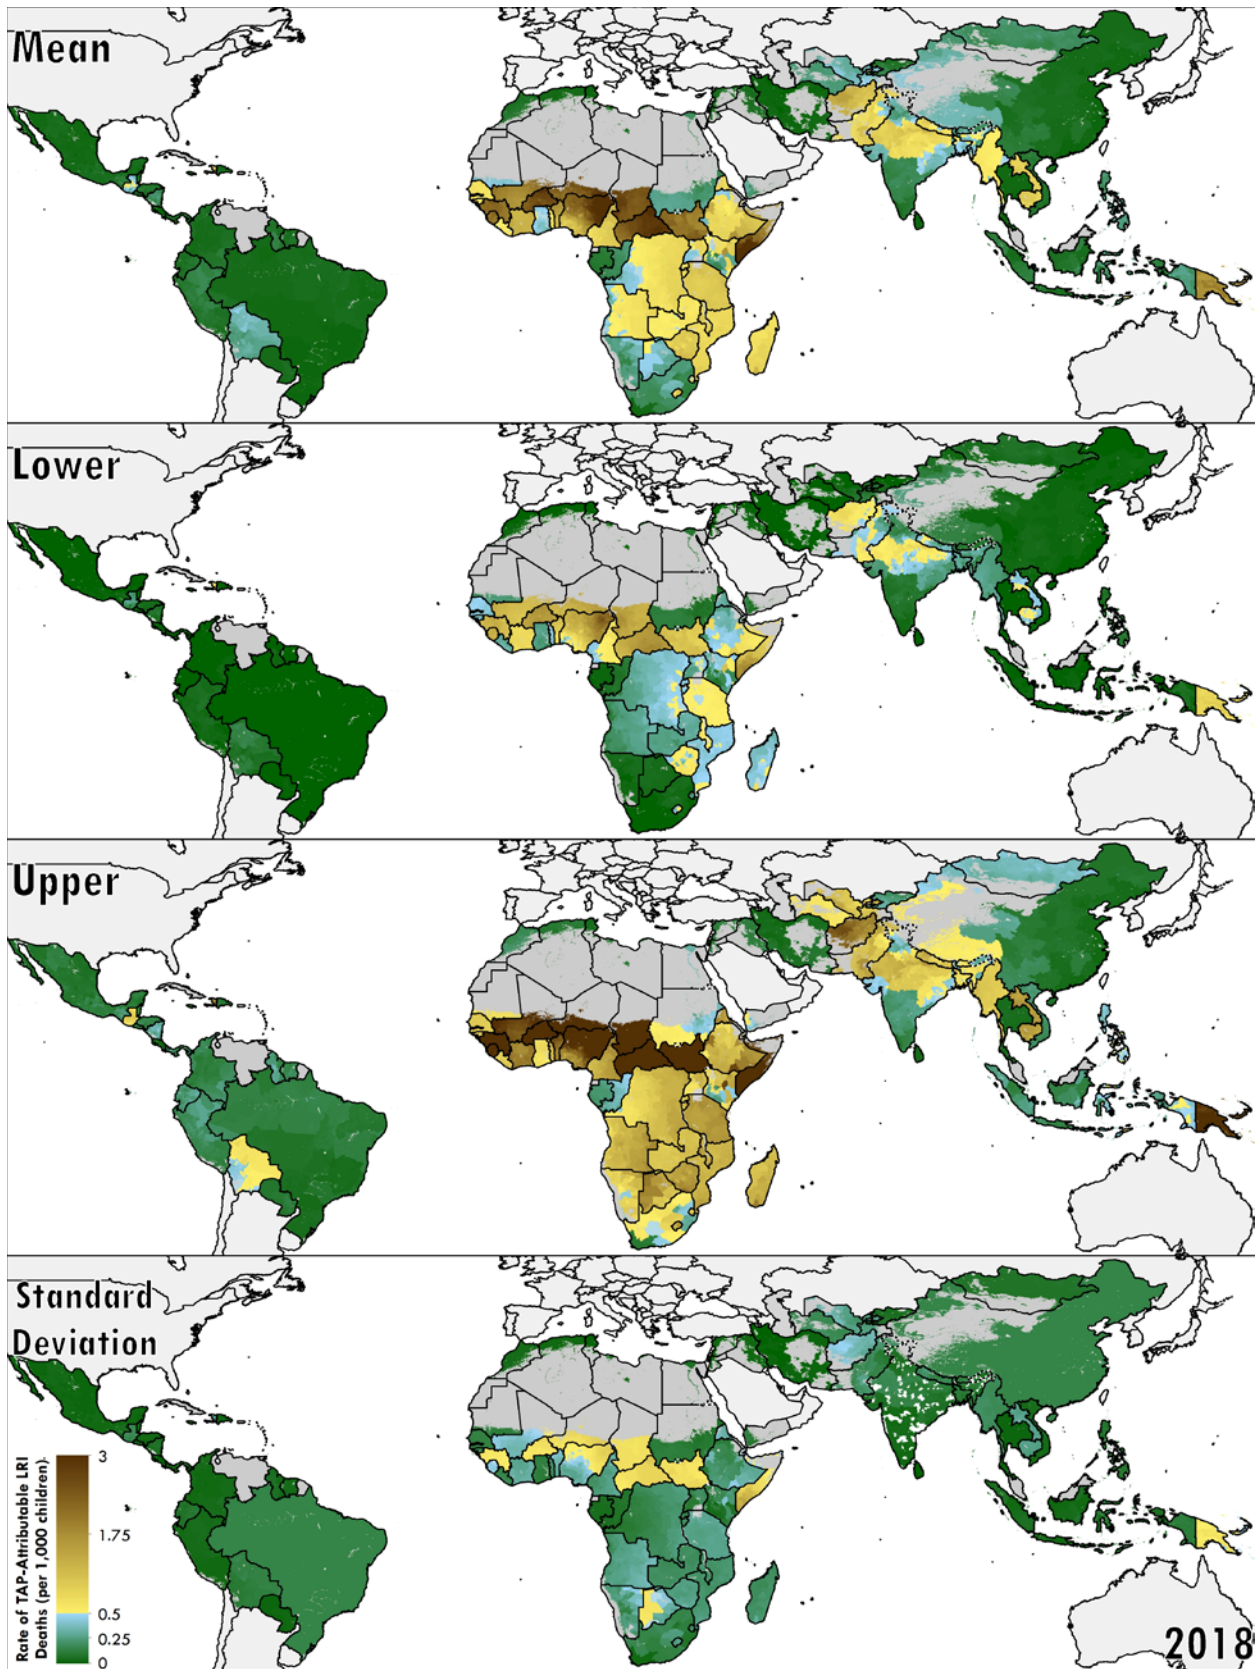 Mean
Lower
Upper
Standard
Deviation
Rate of TAP-Attributable LRI
Deaths (per 1,000 children)
3
1.75
0.5
0.25
0
2018